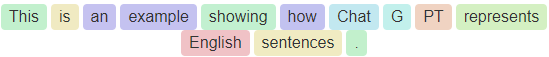 This is an example showing how Chat G PT represents
English sentences .